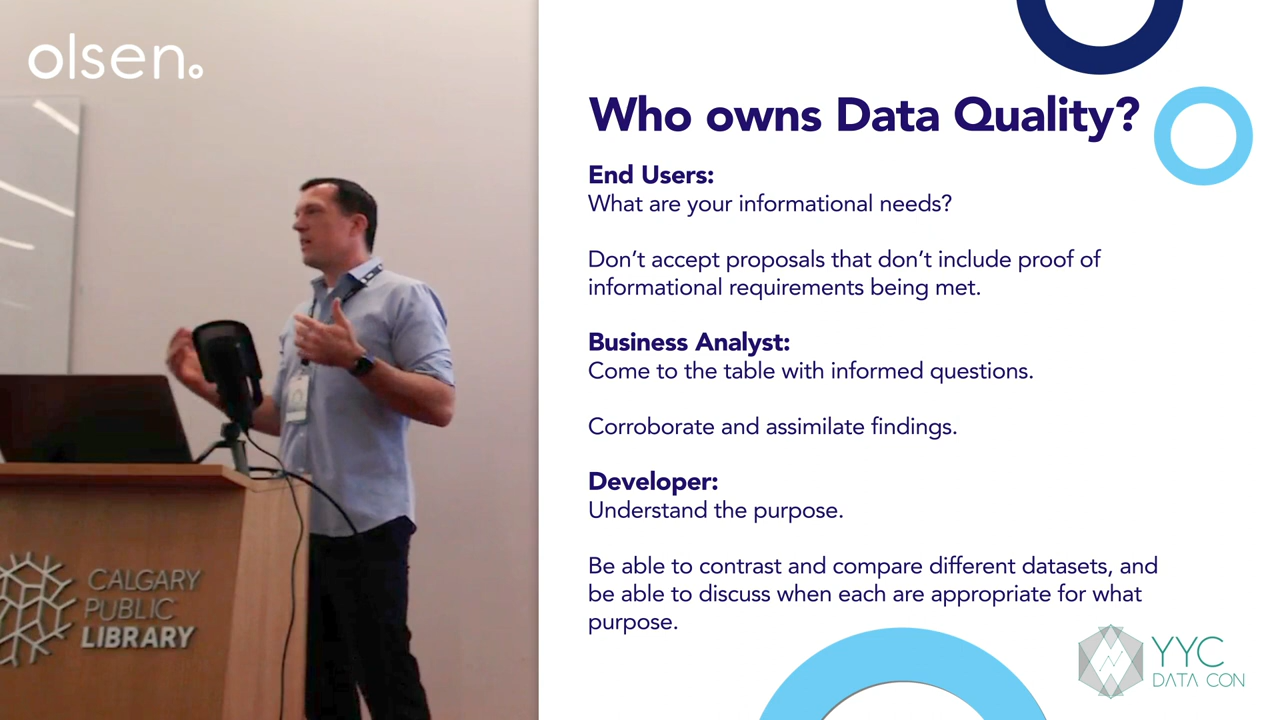 olsen.
Who owns Data Quality?
End Users:
What are your informational needs?
Don’t accept proposals that don’t include proof of
informational requirements being met.
Business Analyst:
Come to the table with informed questions.
Corroborate and assimilate findings.
Developer:
Understand the purpose.
Be able to contrast and compare different datasets, and
be able to discuss when each are appropriate for what
purpose.
CALGARY
PUBLIC
LIBRARY
YYC
DATA CON